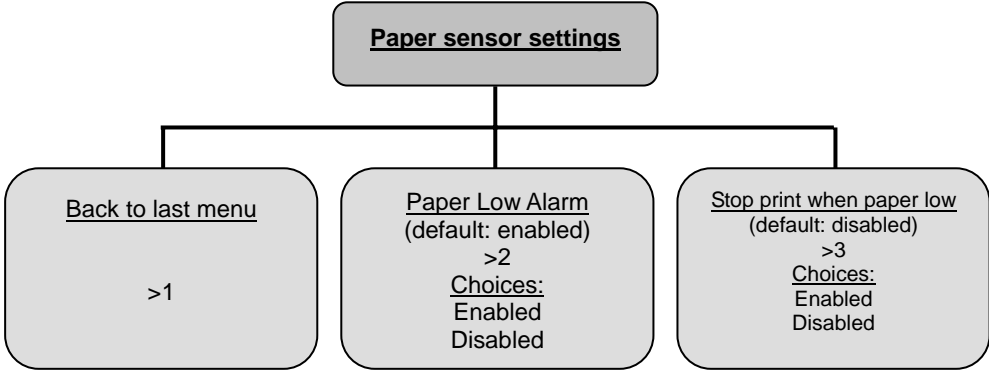 Paper sensor settings
Back to last menu
>1
Paper Low Alarm
(default: enabled)
>2
Choices:
Enabled
Disabled
Stop print when paper low
(default: disabled)
>3
Choices:
Enabled
Disabled